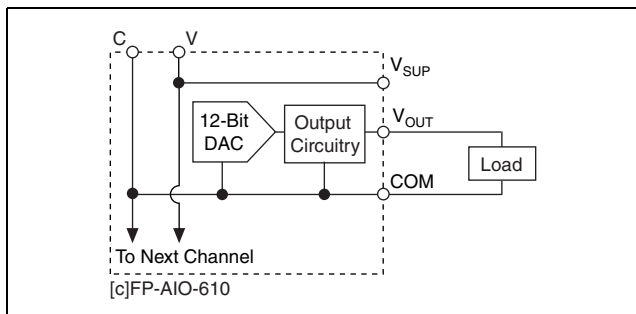 C V
V_SUP
12-Bit DAC
Output Circuitry
V_OUT
Load
COM
To Next Channel
[c]FP-AIO-610